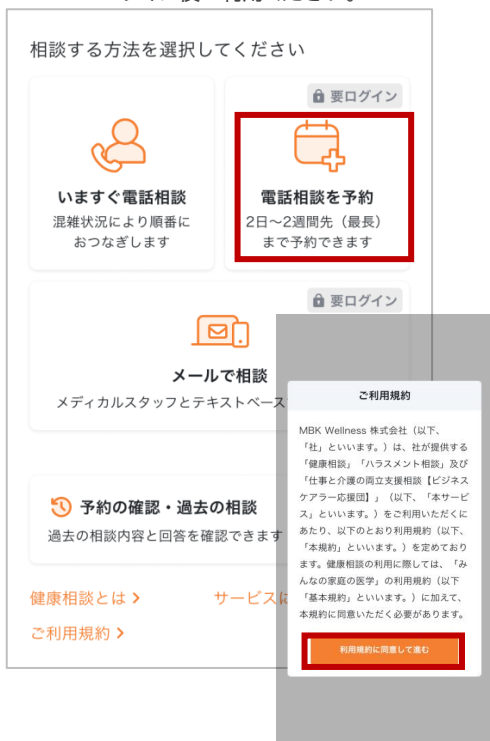 相談する方法を選択してください
要ログイン
いますぐ電話相談
混雑状況により順番に
おつなぎします
電話相談を予約
2日～2週間先（最長）
まで予約できます
要ログイン
メールで相談
メディカルスタッフとテキストベース
予約の確認・過去の相談
過去の相談内容と回答を確認できます
健康相談とは
サービスに
ご利用規約
ご利用規約
MBK Wellness 株式会社（以下、
「社」といいます。）は、社が提供する
「健康相談」「ハラスメント相談」及び
「仕事と介護の両立支援相談【ビジネス
ケアラー応援団】」（以下、「本サービ
ス」といいます。）をご利用いただくに
あたり、以下のとおり利用規約（以下、
「本規約」といいます。）を定めており
ます。健康相談の利用に際しては、「み
んなの家庭の医学」の利用規約（以下
「基本規約」といいます。）に加えて、
本規約に同意いただく必要があります。
利用規約に同意して進む